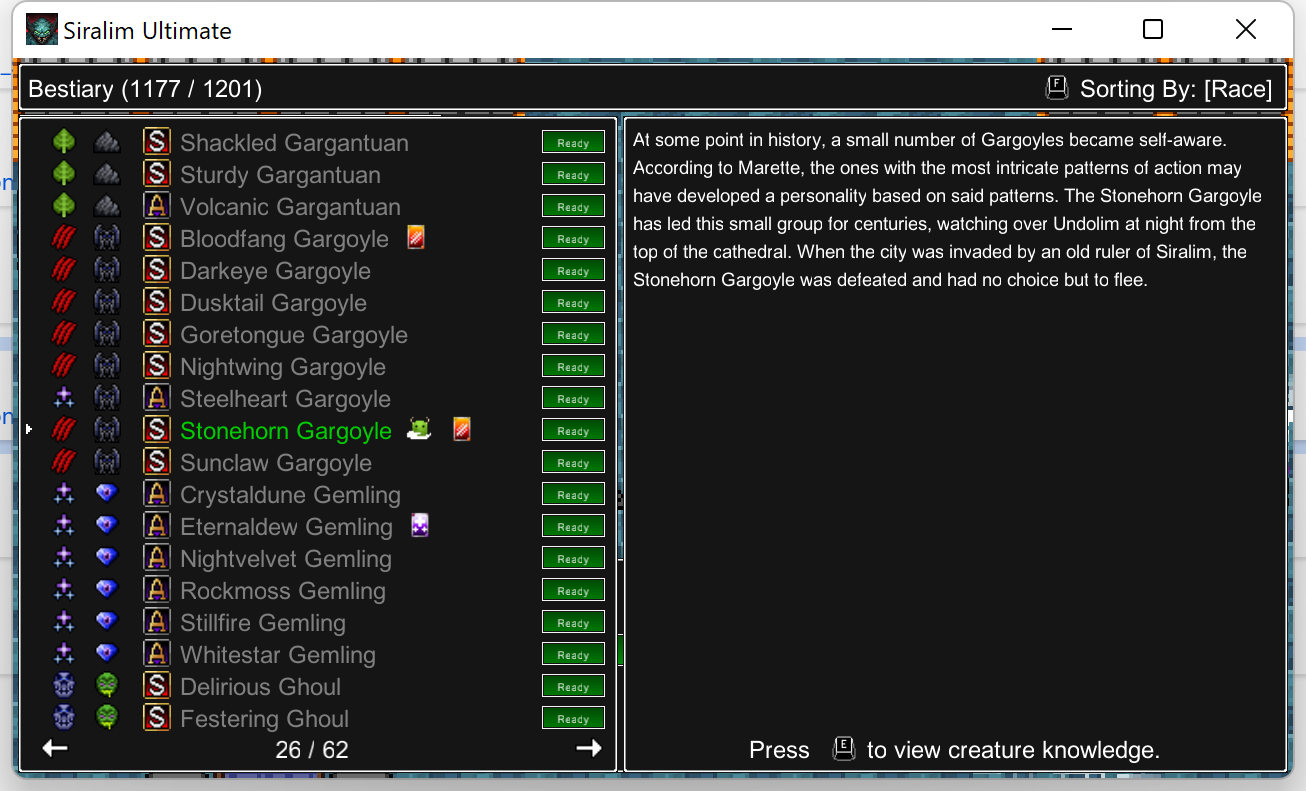 Siralim Ultimate
Bestiary (1177 / 1201)
F Sorting By: [Race]
S Shackled Gargantuan Ready
S Sturdy Gargantuan Ready
A Volcanic Gargantuan Ready
S Bloodfang Gargoyle Ready
S Darkeye Gargoyle Ready
S Dusktail Gargoyle Ready
S Goretongue Gargoyle Ready
S Nightwing Gargoyle Ready
A Steelheart Gargoyle Ready
S Stonehorn Gargoyle Ready
S Sunclaw Gargoyle Ready
A Crystaldune Gemling Ready
A Eternaldew Gemling Ready
A Nightvelvet Gemling Ready
A Rockmoss Gemling Ready
A Stillfire Gemling Ready
A Whitestar Gemling Ready
S Delirious Ghoul Ready
S Festering Ghoul Ready
26 / 62
At some point in history, a small number of Gargoyles became self-aware.
According to Marette, the ones with the most intricate patterns of action may
have developed a personality based on said patterns. The Stonehorn Gargoyle
has led this small group for centuries, watching over Undolim at night from the
top of the cathedral. When the city was invaded by an old ruler of Siralim, the
Stonehorn Gargoyle was defeated and had no choice but to flee.
Press E to view creature knowledge.